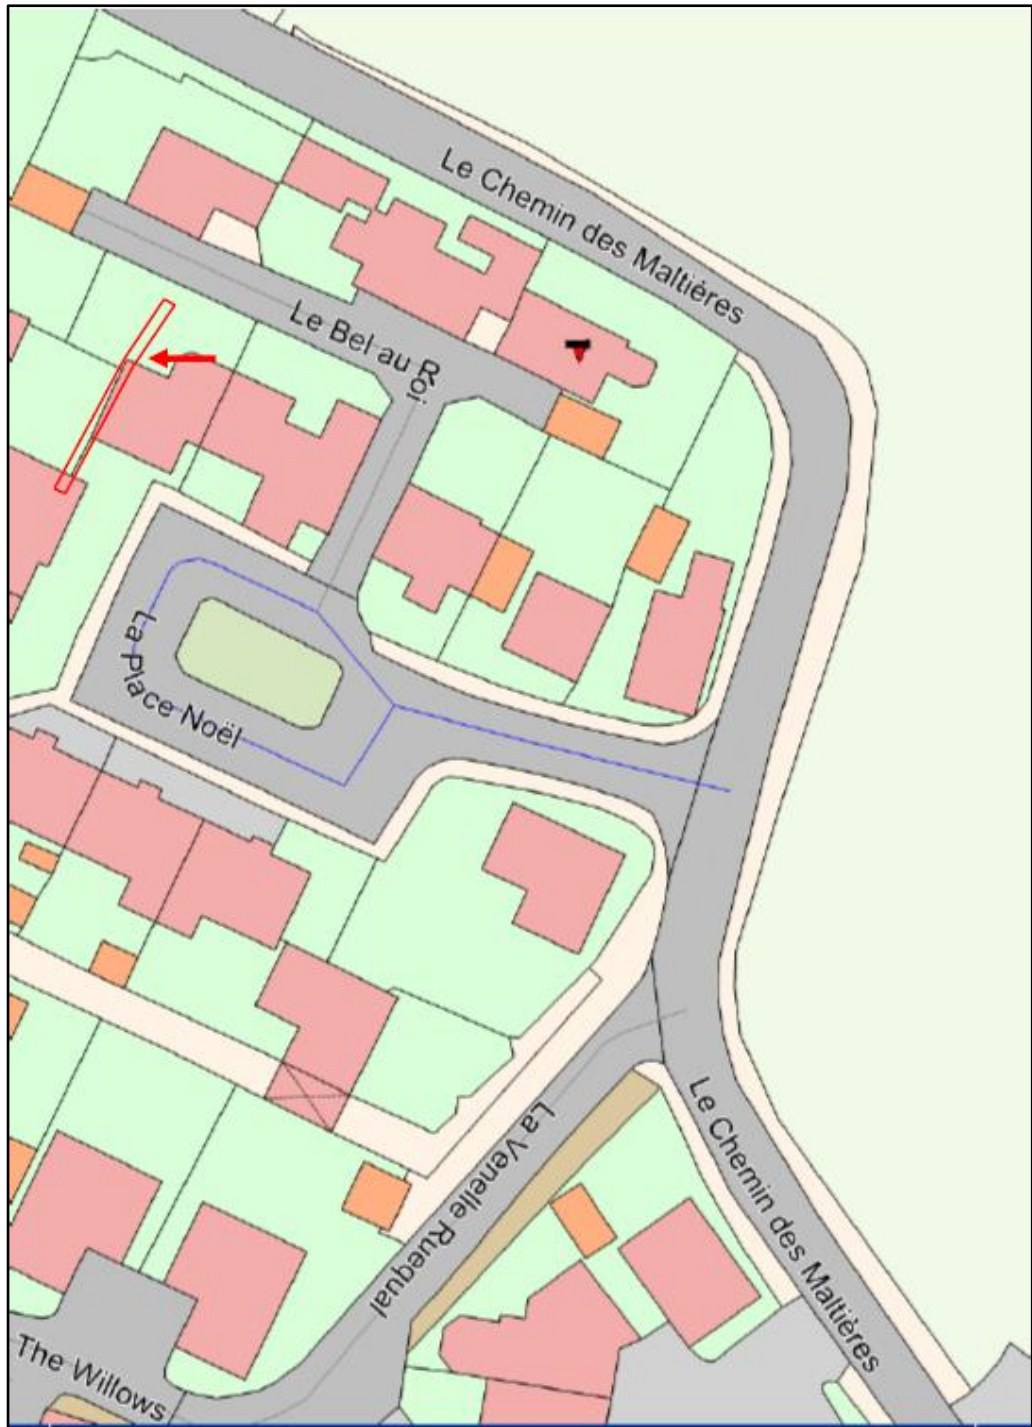 Le Chemin des Maltières
Le Bel au Roi
La Place Noël
La Venelle Ruequal
Le Chemin des Maltières
The Willows